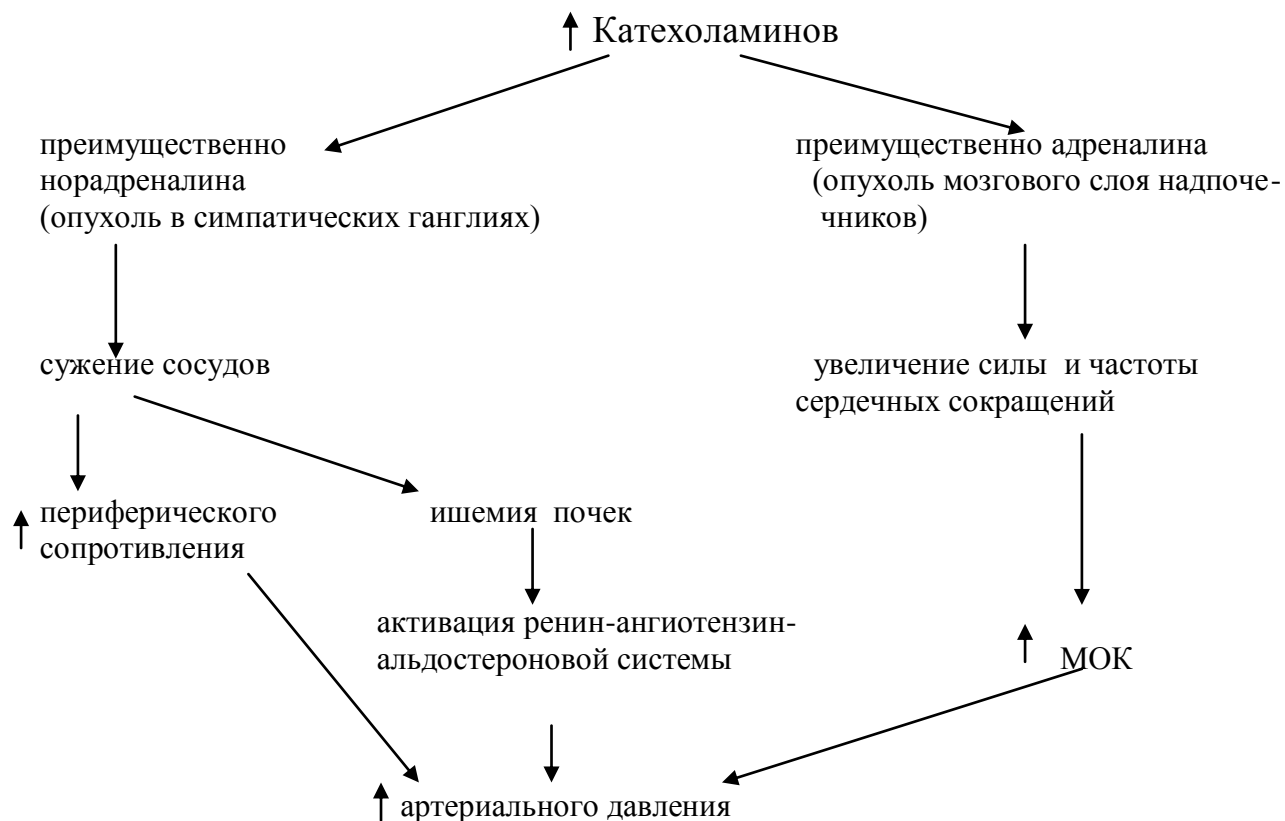 Катехоламинов
преимущественно
норадреналина
(опухоль в симпатических ганглиях)
преимущественно адреналина
(опухоль мозгового слоя надпоче-
чников)
сужение сосудов
увеличение силы и частоты
сердечных сокращений
периферического
сопротивления
ишемия почек
активация ренин-ангиотензин-
альдостероновой системы
МОК
артериального давления